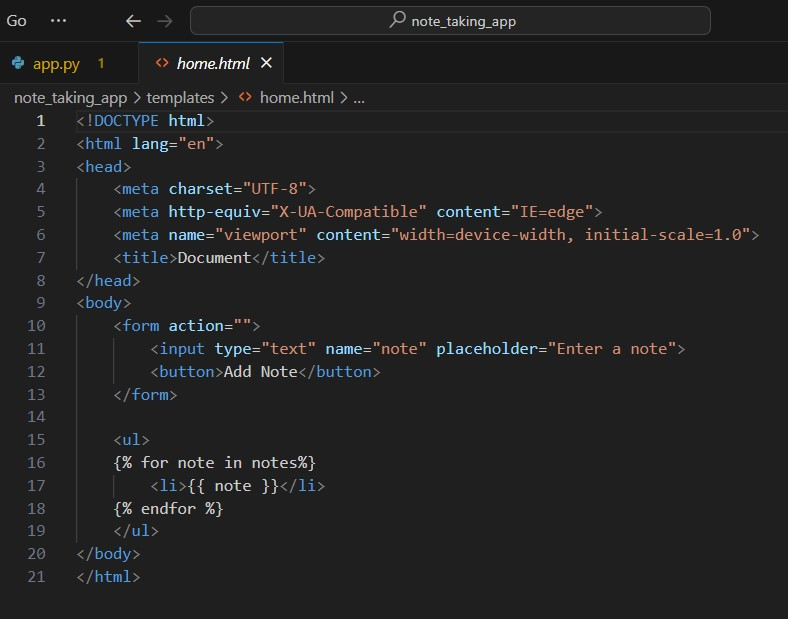 Go ... note_taking_app
app.py 1 home.html
note_taking_app > templates > home.html > ...
1 <!DOCTYPE html>
2 <html lang="en">
3 <head>
4     <meta charset="UTF-8">
5     <meta http-equiv="X-UA-Compatible" content="IE=edge">
6     <meta name="viewport" content="width=device-width, initial-scale=1.0">
7     <title>Document</title>
8 </head>
9 <body>
10     <form action="">
11         <input type="text" name="note" placeholder="Enter a note">
12         <button>Add Note</button>
13     </form>
14
15     <ul>
16     {% for note in notes%}
17         <li>{{ note }}</li>
18     {% endfor %}
19     </ul>
20 </body>
21 </html>